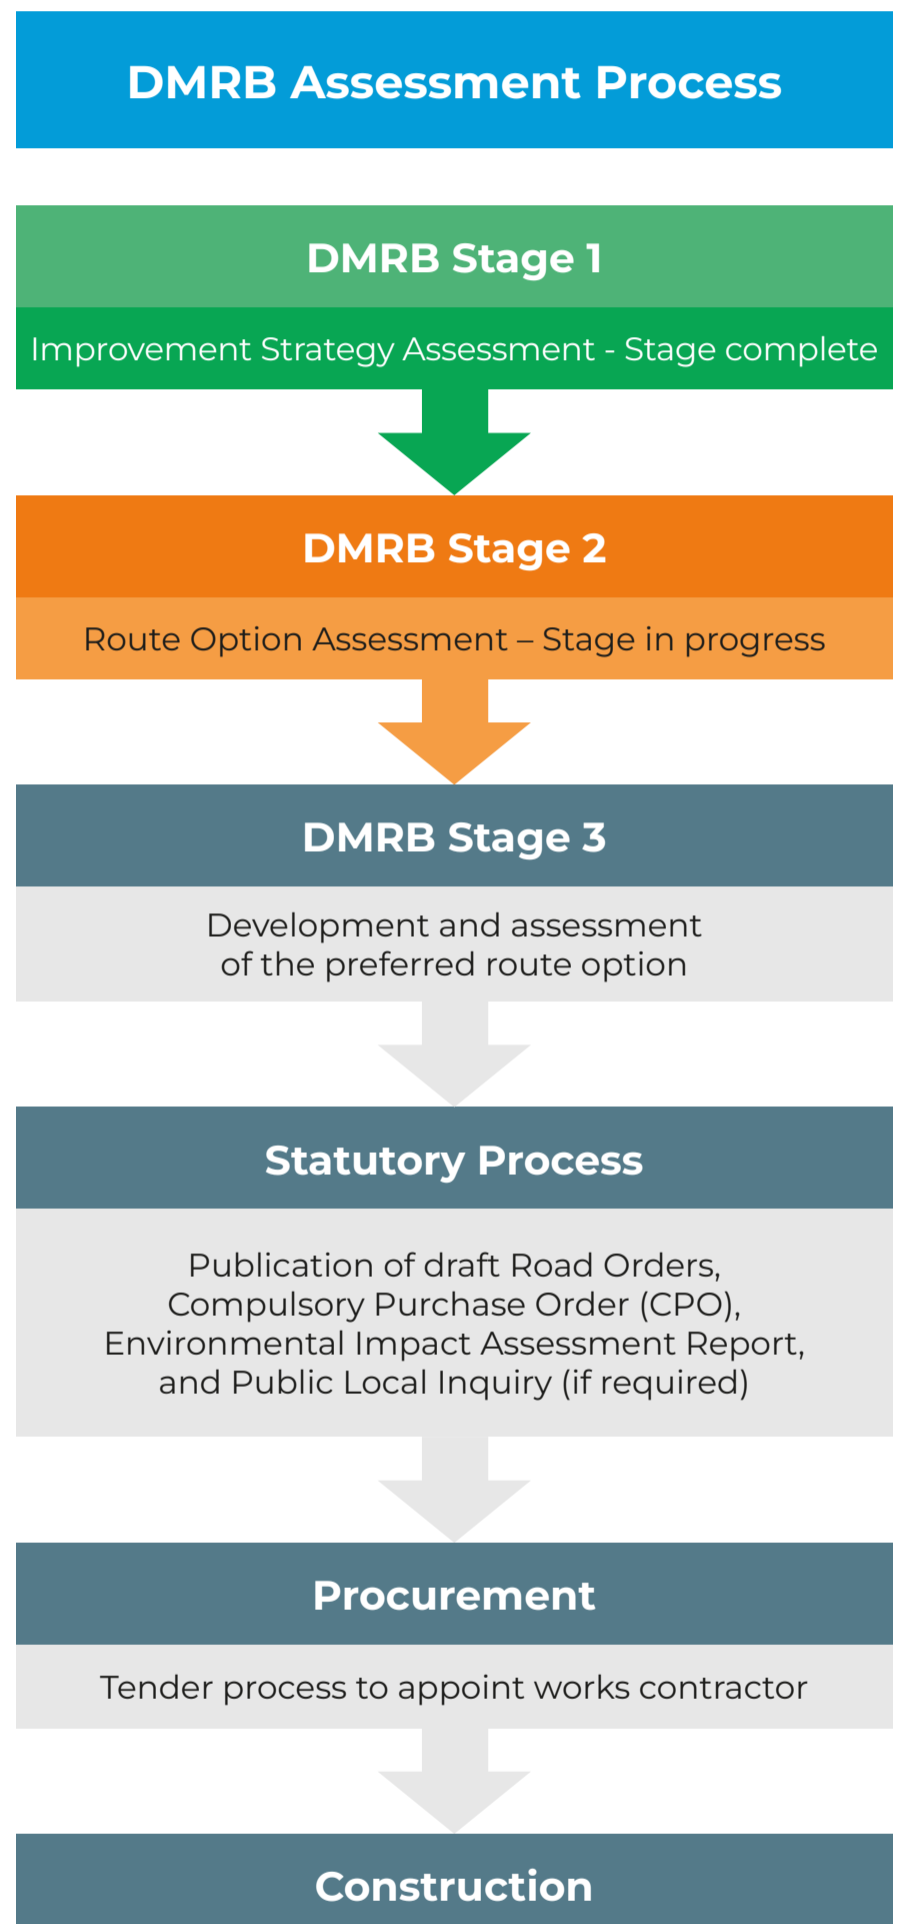 DMRB Assessment Process
DMRB Stage 1
Improvement Strategy Assessment - Stage complete
DMRB Stage 2
Route Option Assessment – Stage in progress
DMRB Stage 3
Development and assessment
of the preferred route option
Statutory Process
Publication of draft Road Orders,
Compulsory Purchase Order (CPO),
Environmental Impact Assessment Report,
and Public Local Inquiry (if required)
Procurement
Tender process to appoint works contractor
Construction